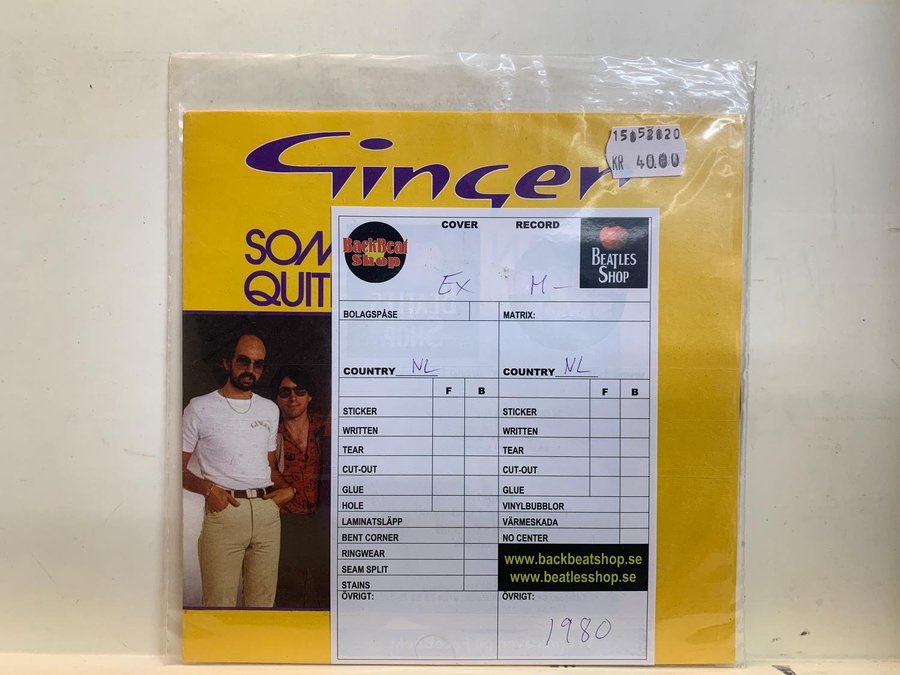 Ginger
15052020
KR 40.00
SOM
QUIT
BackBeat
Shop
COVER
RECORD
BEATLES
SHOP
Ex
M-
BOLAGSPÅSE
MATRIX:
COUNTRY NL
COUNTRY NL
F B
F B
STICKER
STICKER
WRITTEN
WRITTEN
TEAR
TEAR
CUT-OUT
CUT-OUT
GLUE
GLUE
HOLE
VINYLBUBBLOR
LAMINATSLÄPP
VÄRMESKADA
BENT CORNER
NO CENTER
RINGWEAR
www.backbeatshop.se
SEAM SPLIT
www.beatlesshop.se
STAINS
ÖVRIGT:
ÖVRIGT:
1980